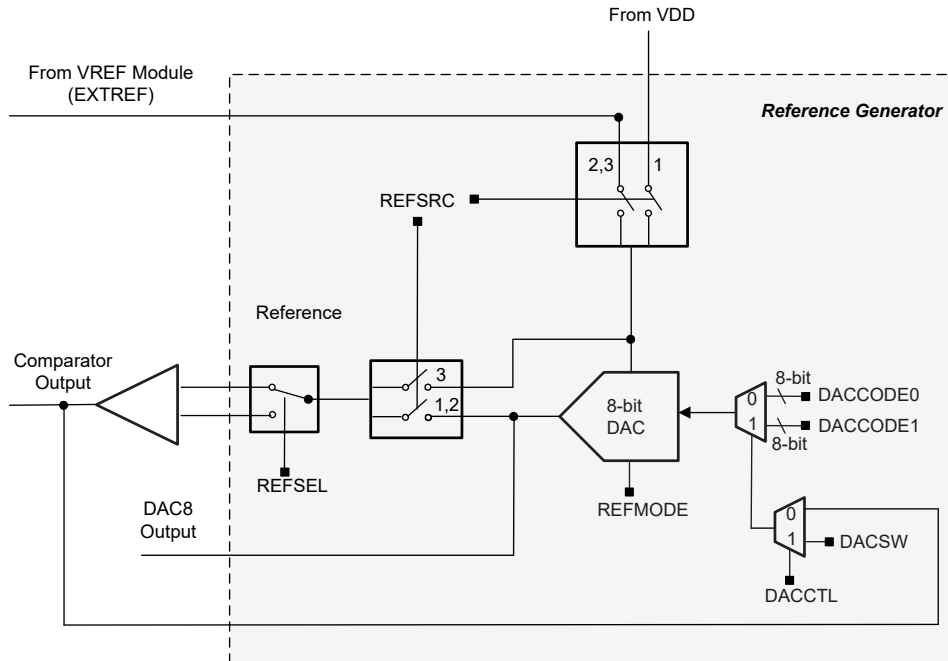 From VDD
From VREF Module
(EXTREF)
Reference Generator
2,3
1
REFSRC
Reference
Comparator
Output
3
1,2
8-bit
DAC
0
1
8-bit
DACCODE0
DACCODE1
8-bit
REFSEL
REFMODE
DAC8
Output
0
1
DACSW
DACCTL